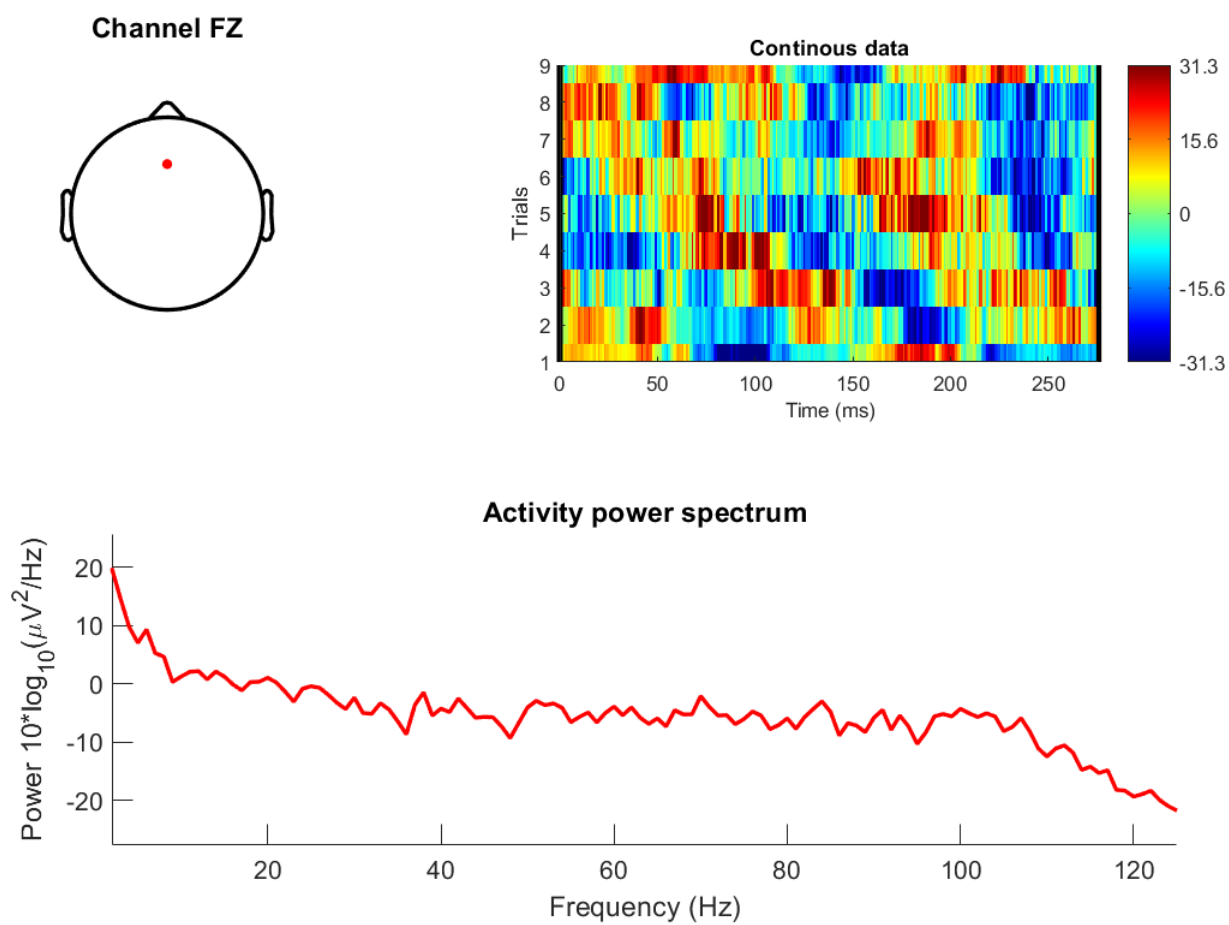 Channel FZ
Continous data
9
8
7
6
5
4
3
2
1
Trials
0 50 100 150 200 250
Time (ms)
31.3
15.6
0
-15.6
-31.3
Activity power spectrum
Power 10*log10(μV2/Hz)
20
10
0
-10
-20
20 40 60 80 100 120
Frequency (Hz)